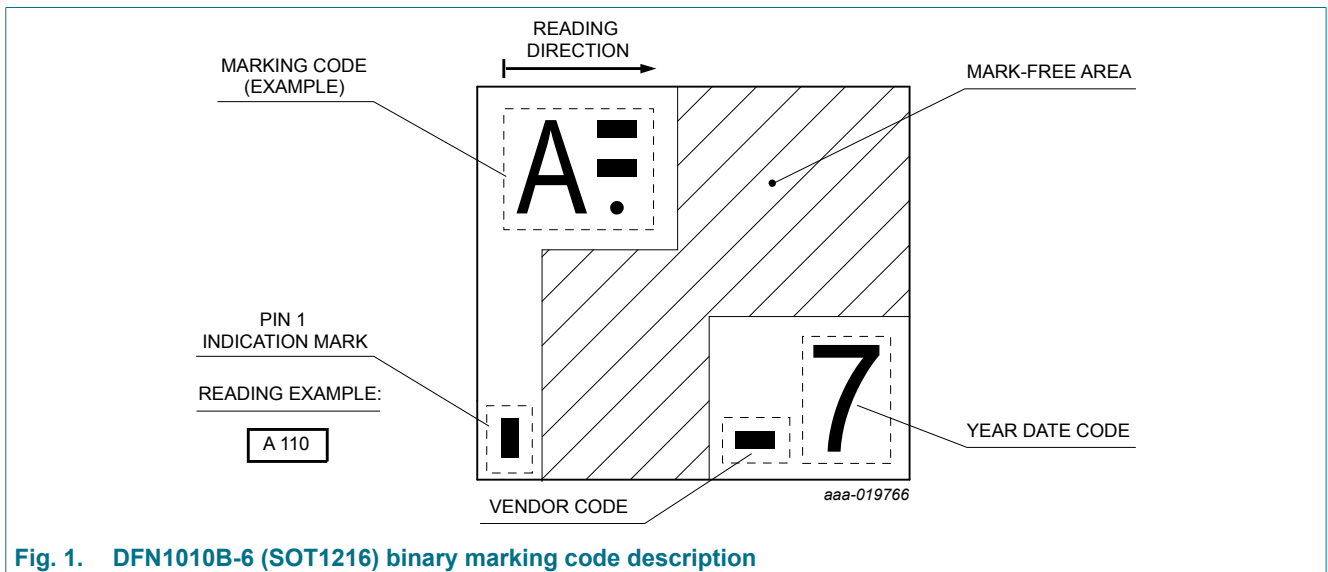 READING
DIRECTION
MARKING CODE
(EXAMPLE)
MARK-FREE AREA
A
PIN 1
INDICATION MARK
READING EXAMPLE:
A 110
7
YEAR DATE CODE
VENDOR CODE
aaa-019766
Fig. 1. DFN1010B-6 (SOT1216) binary marking code description